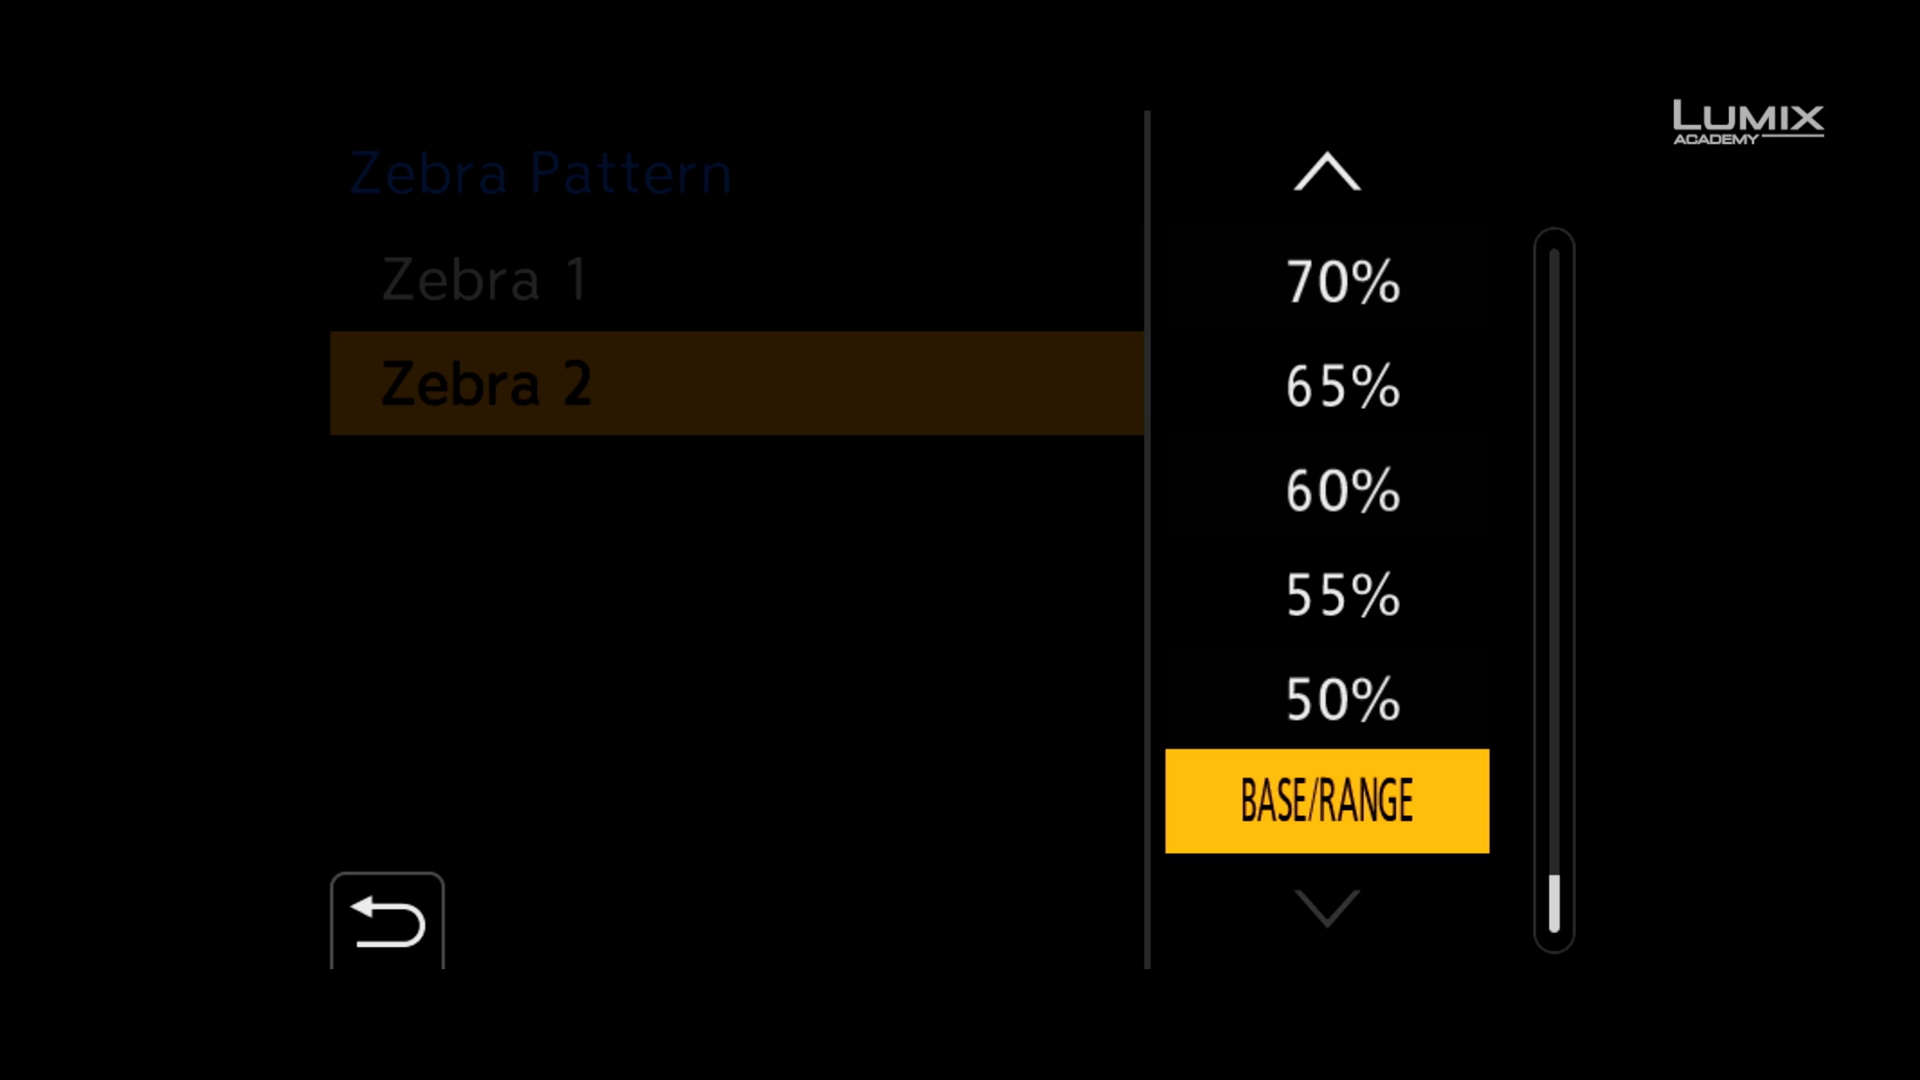 LUMIX
ACADEMY
Zebra Pattern
Zebra 1
Zebra 2
70%
65%
60%
55%
50%
BASE/RANGE